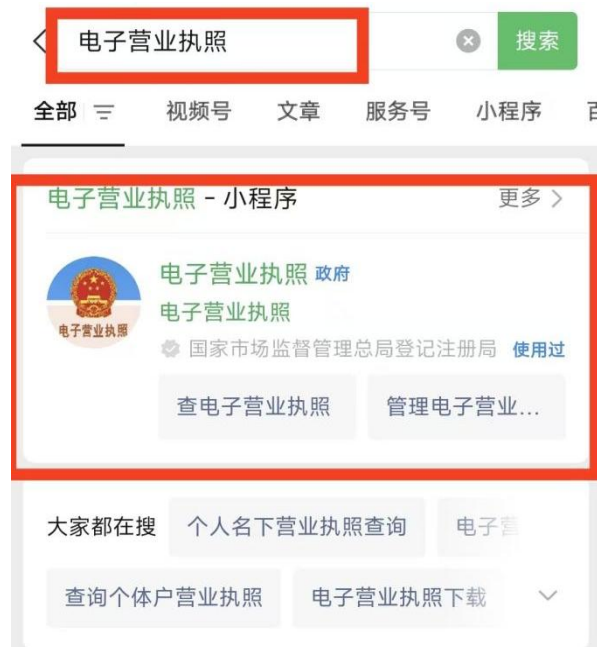 电子营业执照 搜索
全部 视频号 文章 服务号 小程序
电子营业执照 - 小程序 更多
电子营业执照 政府
电子营业执照
电子营业执照
国家市场监督管理总局登记注册局 使用过
查电子营业执照 管理电子营业...
大家都在搜 个人名下营业执照查询 电子营
查询个体户营业执照 电子营业执照下载